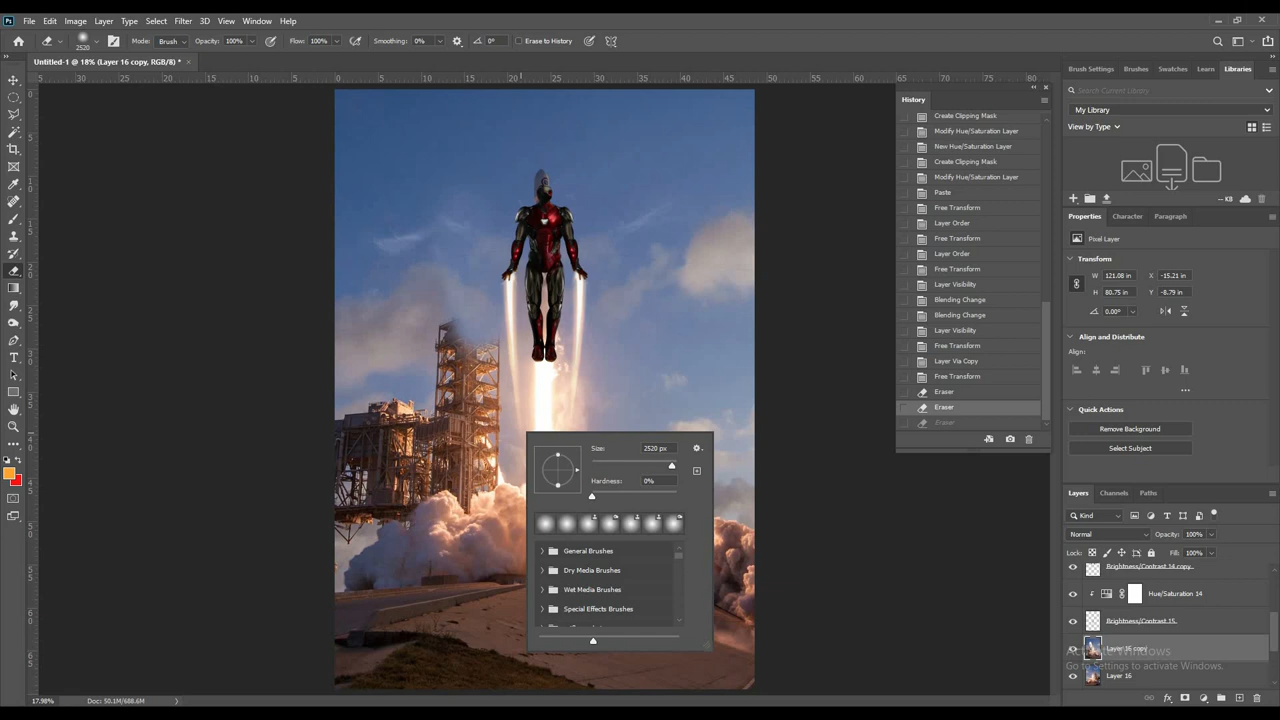 Ps File Edit Image Layer Type Select Filter 3D View Window Help
2520 Mode: Brush Opacity: 100% Flow: 100% Smoothing: 0% 0° Erase to History
Untitled-1 @ 18% (Layer 16 copy, RGB/8) * ×
Brush Settings Brushes Swatches Learn Libraries
Search Current Library
My Library
View by Type
-- KB
History
Create Clipping Mask
Modify Hue/Saturation Layer
New Hue/Saturation Layer
Create Clipping Mask
Modify Hue/Saturation Layer
Paste
Free Transform
Layer Order
Free Transform
Layer Order
Free Transform
Layer Visibility
Blending Change
Blending Change
Layer Visibility
Free Transform
Layer Via Copy
Free Transform
Eraser
Eraser
Eraser
Properties Character Paragraph
Pixel Layer
Transform
W 121.08 in X -15.21 in
H 80.75 in Y -8.79 in
0.00°
Align and Distribute
Align:
Quick Actions
Remove Background
Select Subject
Size: 2520 px
Hardness: 0%
General Brushes
Dry Media Brushes
Wet Media Brushes
Special Effects Brushes
Layers Channels Paths
Kind
Normal Opacity: 100%
Lock: Fill: 100%
Brightness/Contrast 14 copy
Hue/Saturation 14
Brightness/Contrast 15
Layer 16 copy
Activate Windows
Go to Settings to activate Windows.
Layer 16
17.98% Doc: 50.1M/688.6M